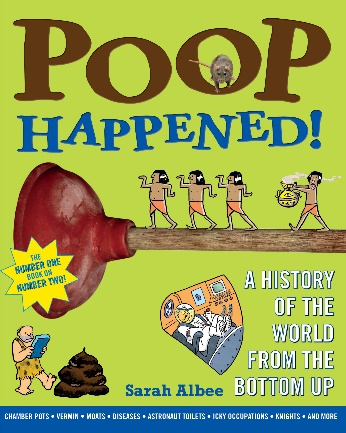 POOP
HAPPENED!
THE
NUMBER ONE
BOOK ON
NUMBER TWO!
A HISTORY
OF THE
WORLD
FROM THE
BOTTOM UP
Sarah Albee
CHAMBER POTS • VERMIN • MOATS • DISEASES • ASTRONAUT TOILETS • ICKY OCCUPATIONS • KNIGHTS • AND MORE